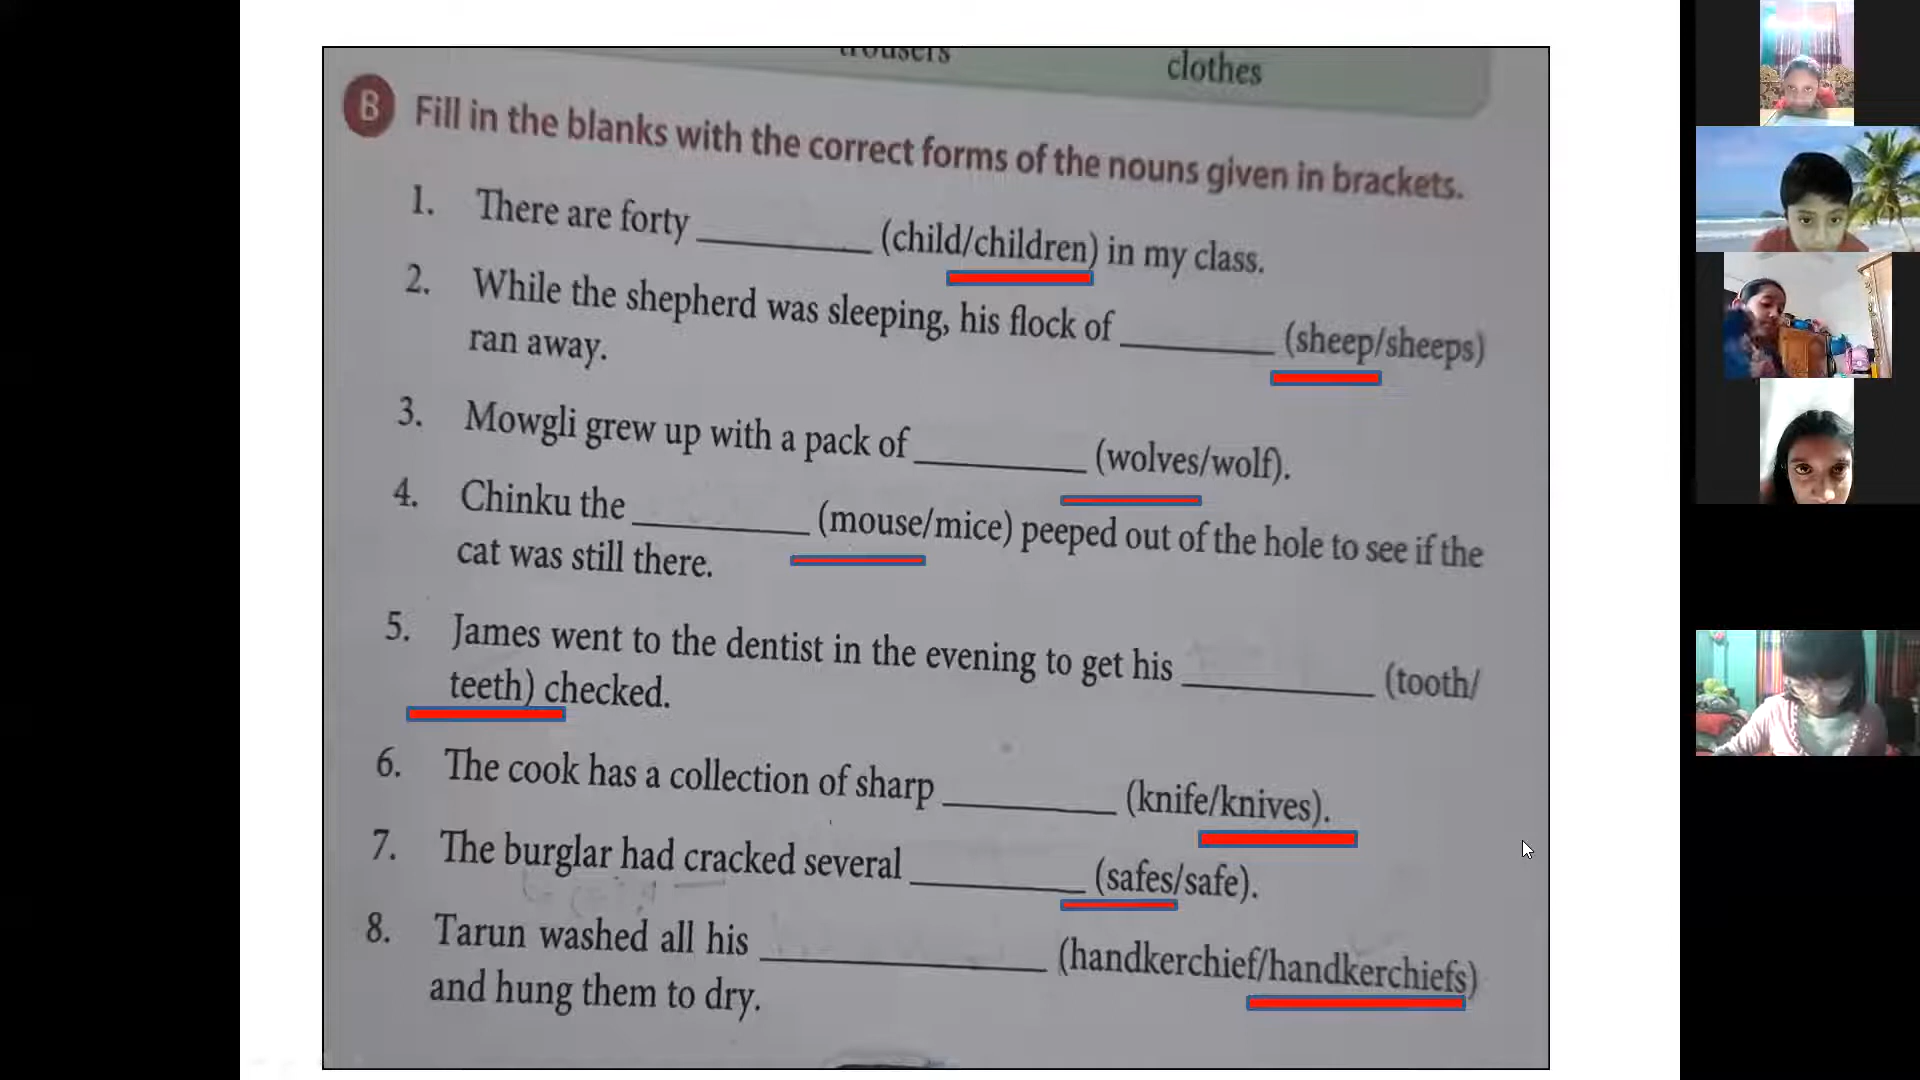 trousers clothes
B Fill in the blanks with the correct forms of the nouns given in brackets.
1. There are forty __________ (child/children) in my class.
2. While the shepherd was sleeping, his flock of __________ (sheep/sheeps)
ran away.
3. Mowgli grew up with a pack of __________ (wolves/wolf).
4. Chinku the __________ (mouse/mice) peeped out of the hole to see if the
cat was still there.
5. James went to the dentist in the evening to get his __________ (tooth/
teeth) checked.
6. The cook has a collection of sharp __________ (knife/knives).
7. The burglar had cracked several __________ (safes/safe).
8. Tarun washed all his __________ (handkerchief/handkerchiefs)
and hung them to dry.